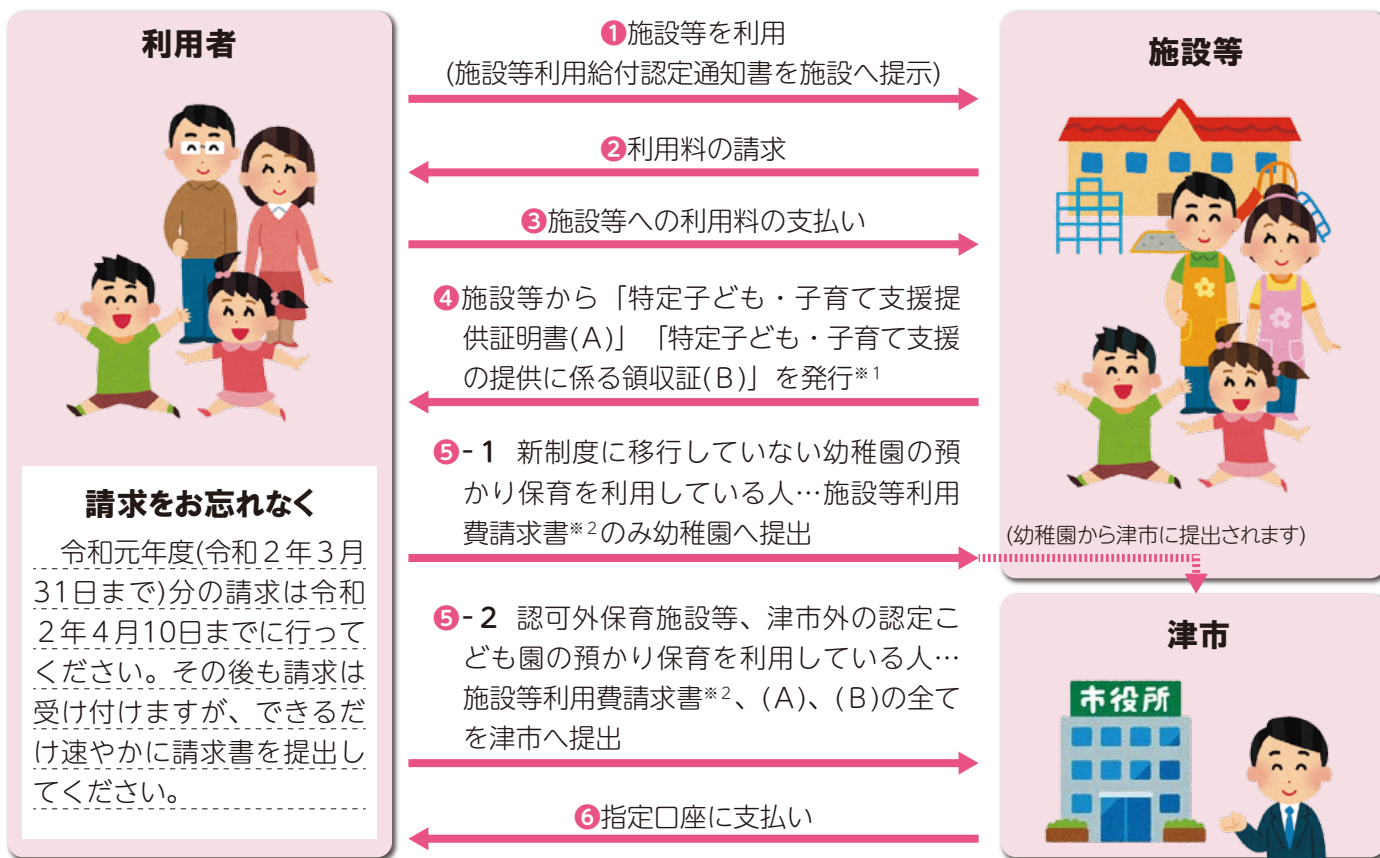 利用者
❶施設等を利用
(施設等利用給付認定通知書を施設へ提示)
施設等
❷利用料の請求
❸施設等への利用料の支払い
❹施設等から「特定子ども・子育て支援提
供証明書(A)」「特定子ども・子育て支援
の提供に係る領収証(B)」を発行※1
❺-1 新制度に移行していない幼稚園の預
かり保育を利用している人…施設等利用
費請求書※2のみ幼稚園へ提出
(幼稚園から津市に提出されます)
請求をお忘れなく
令和元年度(令和2年3月
31日まで)分の請求は令和
2年4月10日までに行って
ください。その後も請求は
受け付けますが、できるだ
け速やかに請求書を提出し
てください。
❺-2 認可外保育施設等、津市外の認定こ
ども園の預かり保育を利用している人…
施設等利用費請求書※2、(A)、(B)の全て
を津市へ提出
津市
市役所
❻指定口座に支払い